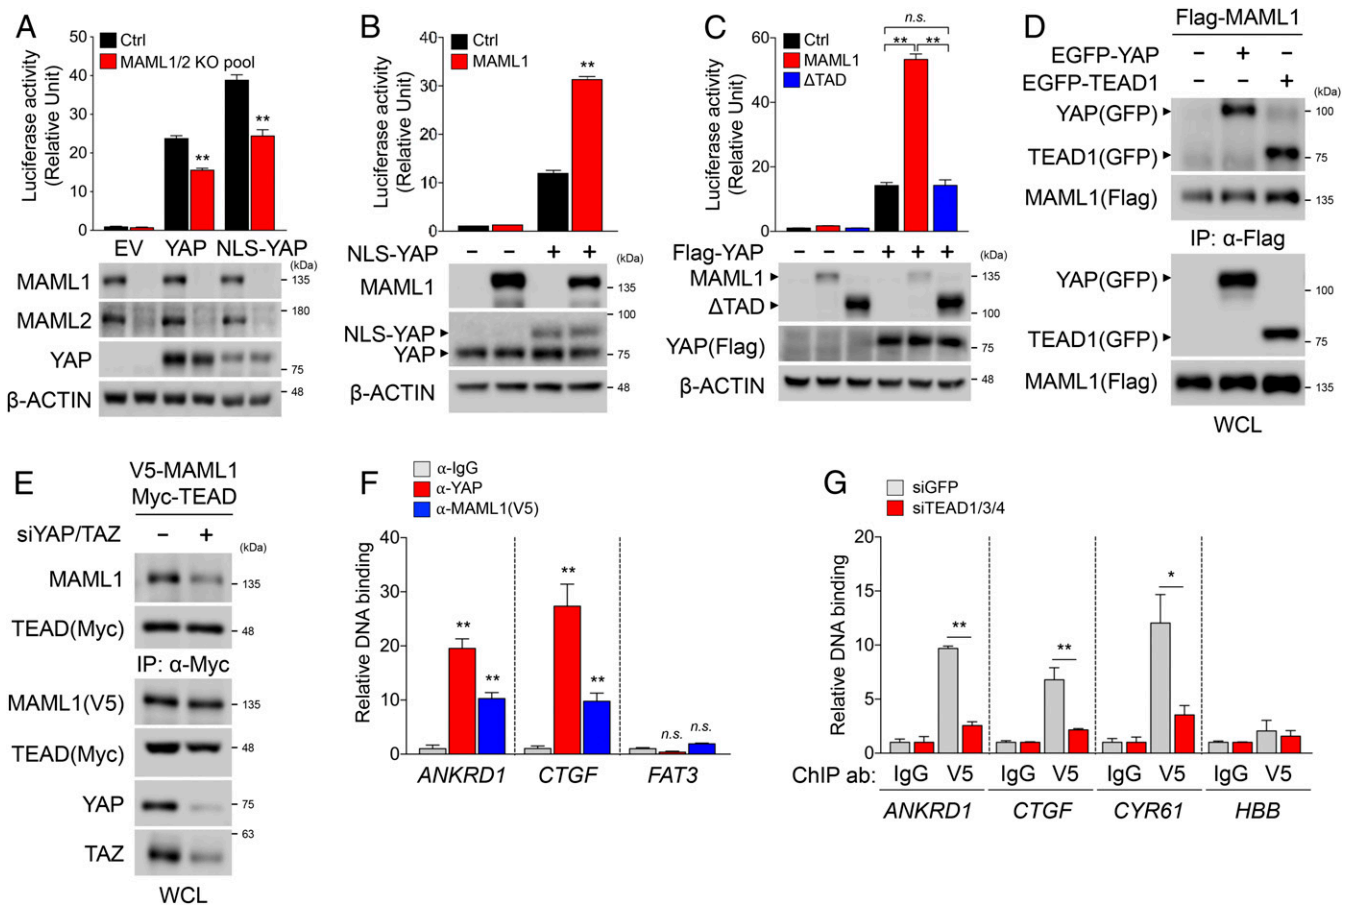 A
Luciferase activity
(Relative Unit)
50
40
30
20
10
0
Ctrl
MAML1/2 KO pool
**
**
EV YAP NLS-YAP
(kDa)
MAML1
135
MAML2
180
YAP
75
β-ACTIN
48
B
Luciferase activity
(Relative Unit)
40
30
20
10
0
Ctrl
MAML1
**
NLS-YAP – – + +
(kDa)
MAML1
135
100
NLS-YAP
YAP
75
β-ACTIN
48
C
Luciferase activity
(Relative Unit)
60
40
20
0
Ctrl
MAML1
ΔTAD
n.s.
** **
Flag-YAP – – – + + +
(kDa)
MAML1
135
ΔTAD
100
YAP(Flag)
75
β-ACTIN
48
D
Flag-MAML1
EGFP-YAP – + –
EGFP-TEAD1 – – +
(kDa)
YAP(GFP)
100
TEAD1(GFP)
75
MAML1(Flag)
135
IP: α-Flag
YAP(GFP)
100
TEAD1(GFP)
75
MAML1(Flag)
135
WCL
E
V5-MAML1
Myc-TEAD
siYAP/TAZ – +
(kDa)
MAML1
135
TEAD(Myc)
48
IP: α-Myc
MAML1(V5)
135
TEAD(Myc)
48
YAP
75
63
TAZ
WCL
F
α-IgG
α-YAP
α-MAML1(V5)
Relative DNA binding
40
30
20
10
0
**
**
**
**
n.s.
n.s.
ANKRD1 CTGF FAT3
G
siGFP
siTEAD1/3/4
Relative DNA binding
20
15
10
5
0
**
**
*
ChIP ab: IgG V5 IgG V5 IgG V5 IgG V5
ANKRD1 CTGF CYR61 HBB